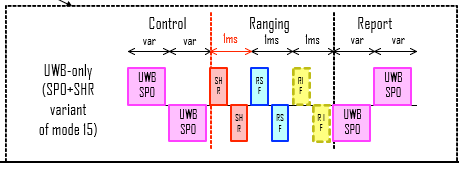 Control Ranging Report
var var 1ms 1ms 1ms var var
UWB-only
(SPO+SHR
variant
of mode 15)
UWB
SPO
SH
R
RS
F
RI
F
UWB
SPO
UWB
SPO
SH
R
RS
F
RI
F
UWB
SPO